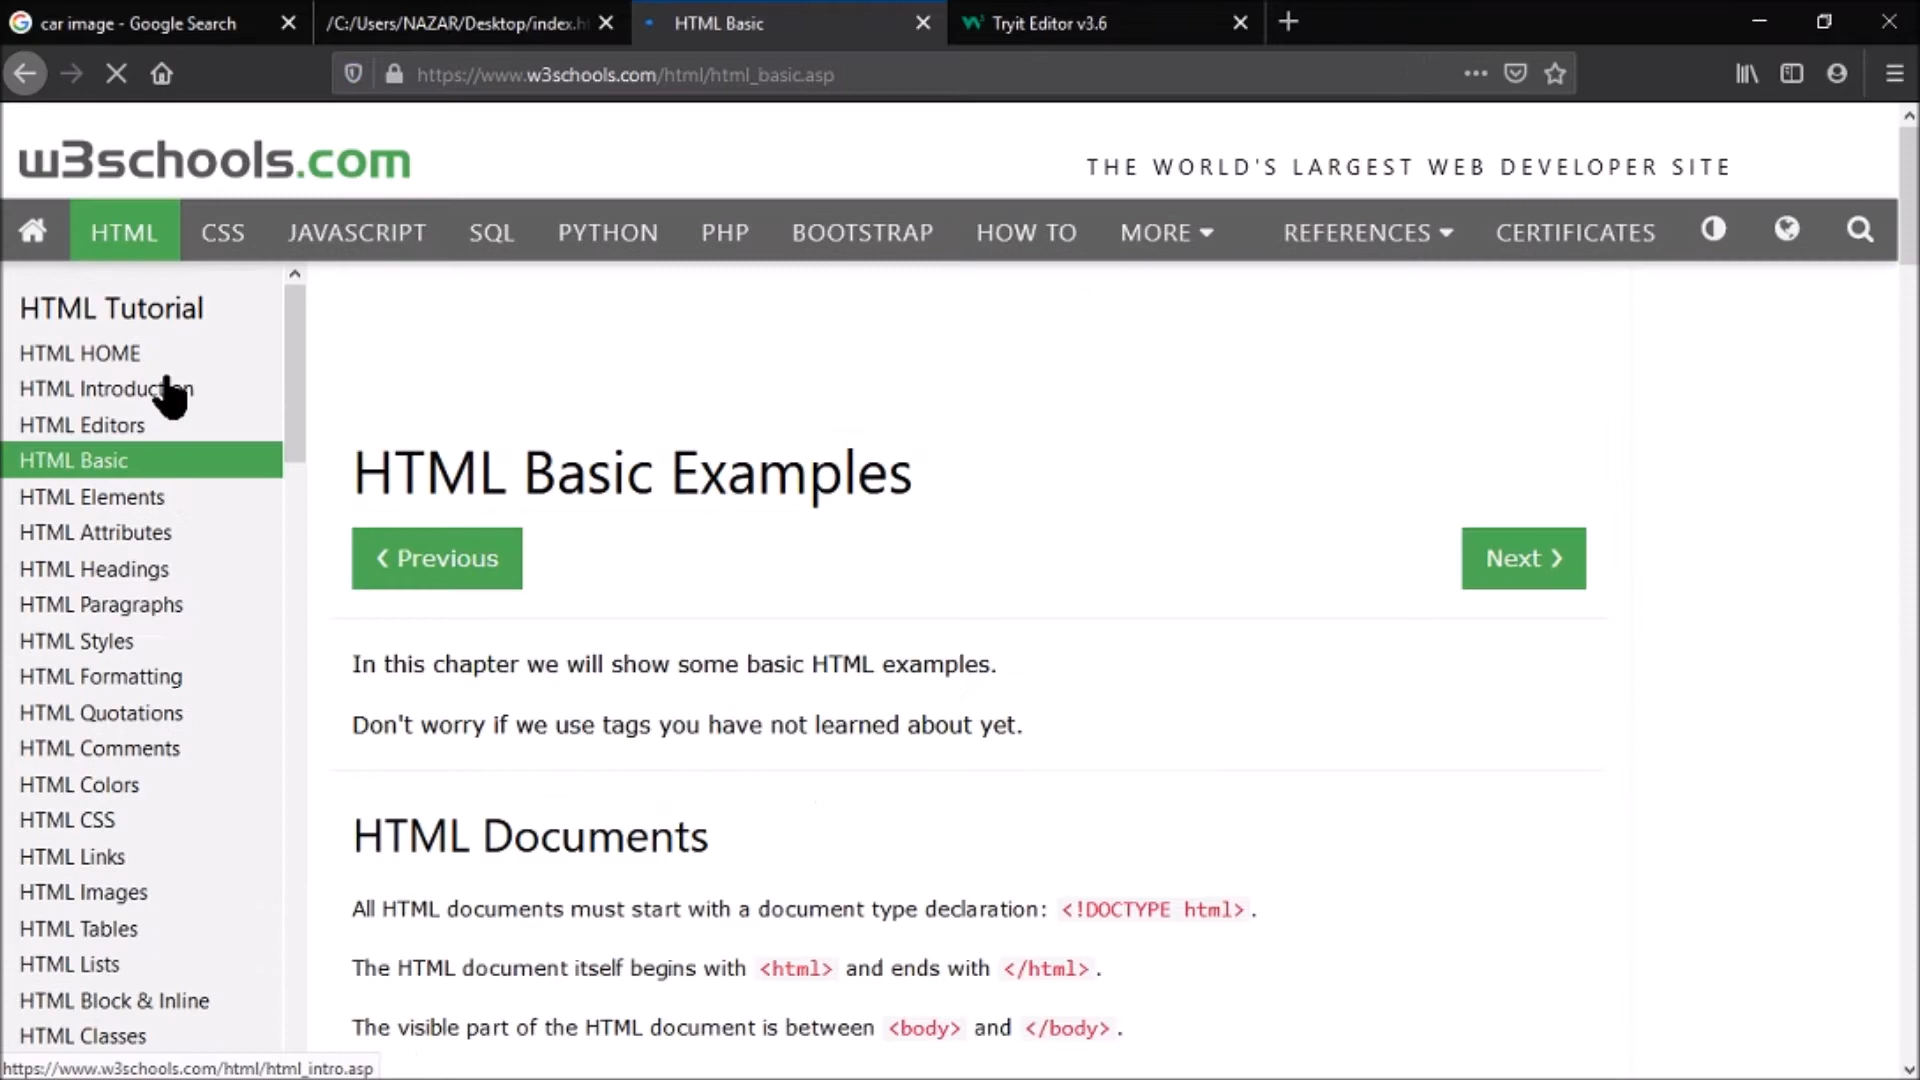 car image - Google Search
/C:/Users/NAZAR/Desktop/index.h
HTML Basic
Tryit Editor v3.6
https://www.w3schools.com/html/html_basic.asp
w3schools.com
THE WORLD'S LARGEST WEB DEVELOPER SITE
HTML CSS JAVASCRIPT SQL PYTHON PHP BOOTSTRAP HOW TO MORE REFERENCES CERTIFICATES
HTML Tutorial
HTML HOME
HTML Introduction
HTML Editors
HTML Basic
HTML Elements
HTML Attributes
HTML Headings
HTML Paragraphs
HTML Styles
HTML Formatting
HTML Quotations
HTML Comments
HTML Colors
HTML CSS
HTML Links
HTML Images
HTML Tables
HTML Lists
HTML Block & Inline
HTML Classes
HTML Basic Examples
❮ Previous
Next ❯
In this chapter we will show some basic HTML examples.
Don't worry if we use tags you have not learned about yet.
HTML Documents
All HTML documents must start with a document type declaration: <!DOCTYPE html>.
The HTML document itself begins with <html> and ends with </html>.
The visible part of the HTML document is between <body> and </body>.
https://www.w3schools.com/html/html_intro.asp